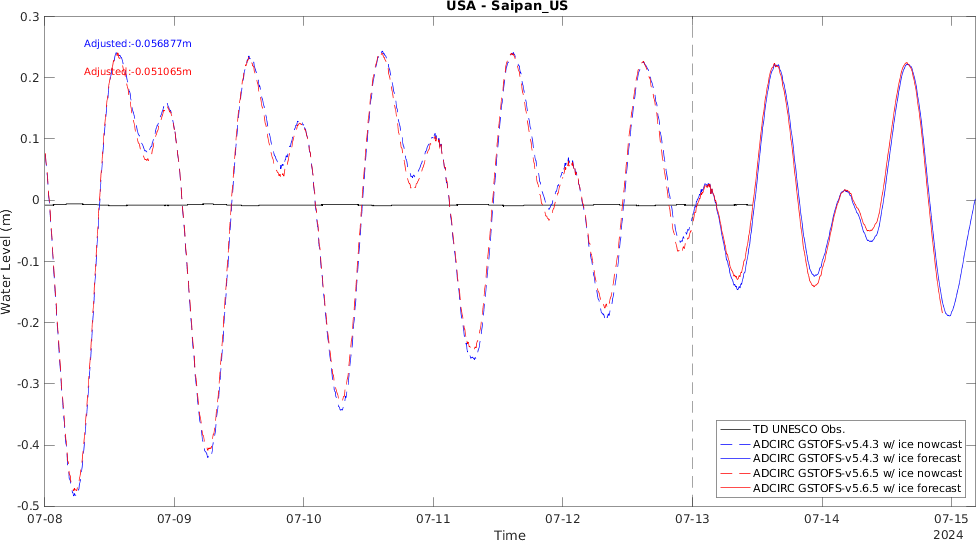 USA - Saipan_US
Adjusted:-0.056877m
Adjusted:-0.051065m
Water Level (m)
0.3
0.2
0.1
0
-0.1
-0.2
-0.3
-0.4
-0.5
TD UNESCO Obs.
ADCIRC GSTOFS-v5.4.3 w/ ice nowcast
ADCIRC GSTOFS-v5.4.3 w/ ice forecast
ADCIRC GSTOFS-v5.6.5 w/ ice nowcast
ADCIRC GSTOFS-v5.6.5 w/ ice forecast
07-08 07-09 07-10 07-11 07-12 07-13 07-14 07-15
Time
2024